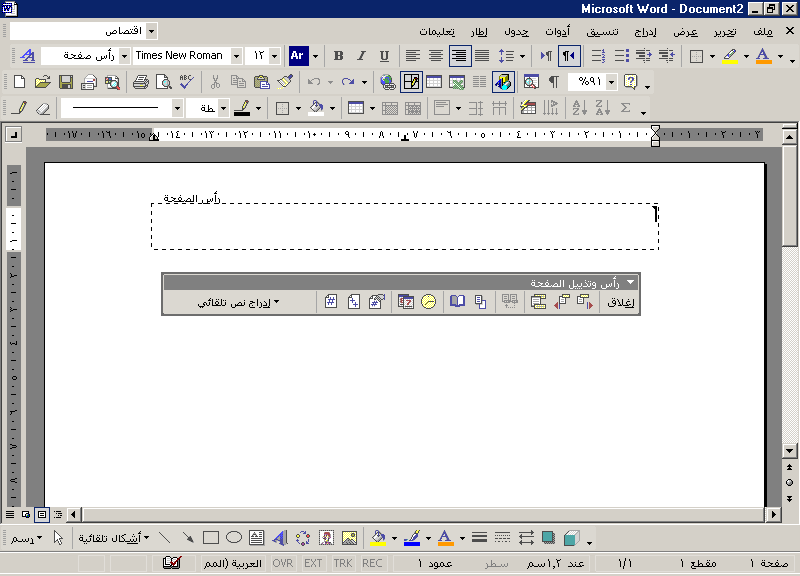 Microsoft Word - Document2
ملف تحرير عرض إدراج تنسيق أدوات جدول إطار تعليمات
اقتصاص
رأس صفحة Times New Roman ١٢ Ar B I U
٩١%
رأس الصفحة
رأس وتذييل الصفحة
إغلاق إدراج نص تلقائي
رسم أشكال تلقائية
صفحة ١ مقطع ١ ١/١ عند ١,٢سم سطر عمود ١ REC TRK EXT OVR العربية (المم